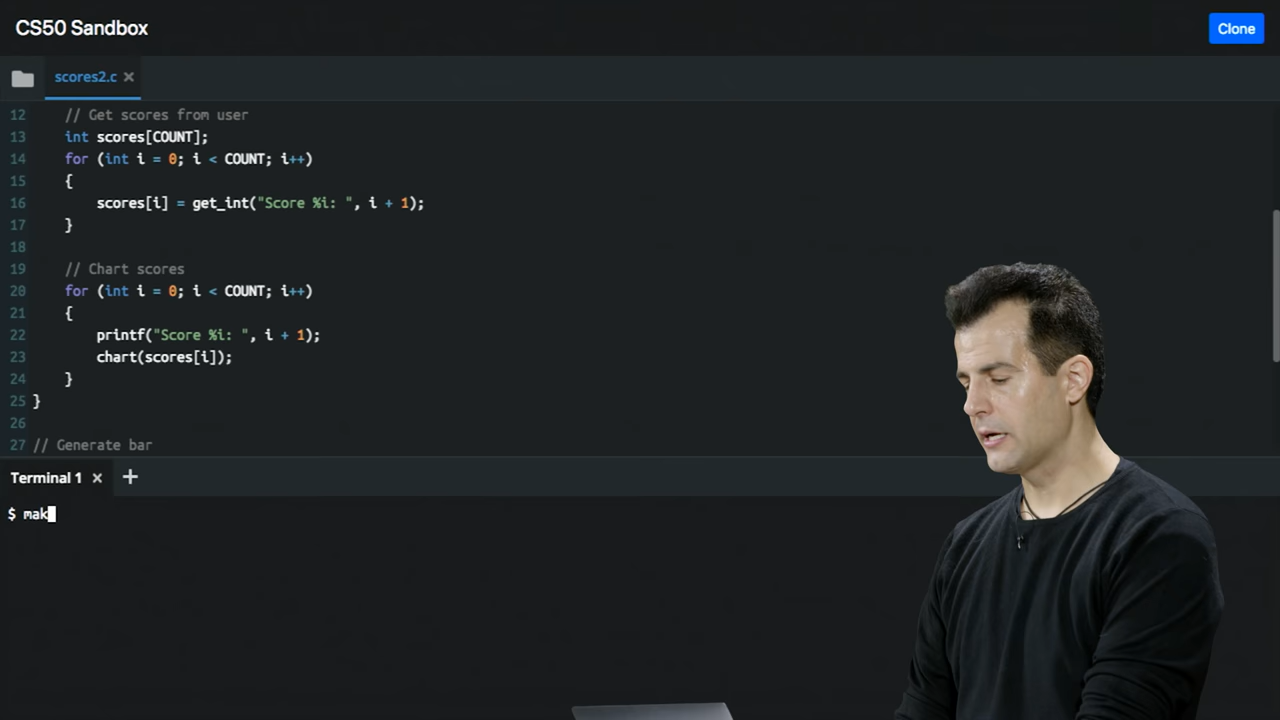 CS50 Sandbox
Clone
scores2.c ×
12 // Get scores from user
13 int scores[COUNT];
14 for (int i = 0; i < COUNT; i++)
15 {
16 scores[i] = get_int("Score %i: ", i + 1);
17 }
18
19 // Chart scores
20 for (int i = 0; i < COUNT; i++)
21 {
22 printf("Score %i: ", i + 1);
23 chart(scores[i]);
24 }
25 }
26
27 // Generate bar
Terminal 1 × +
$ mak